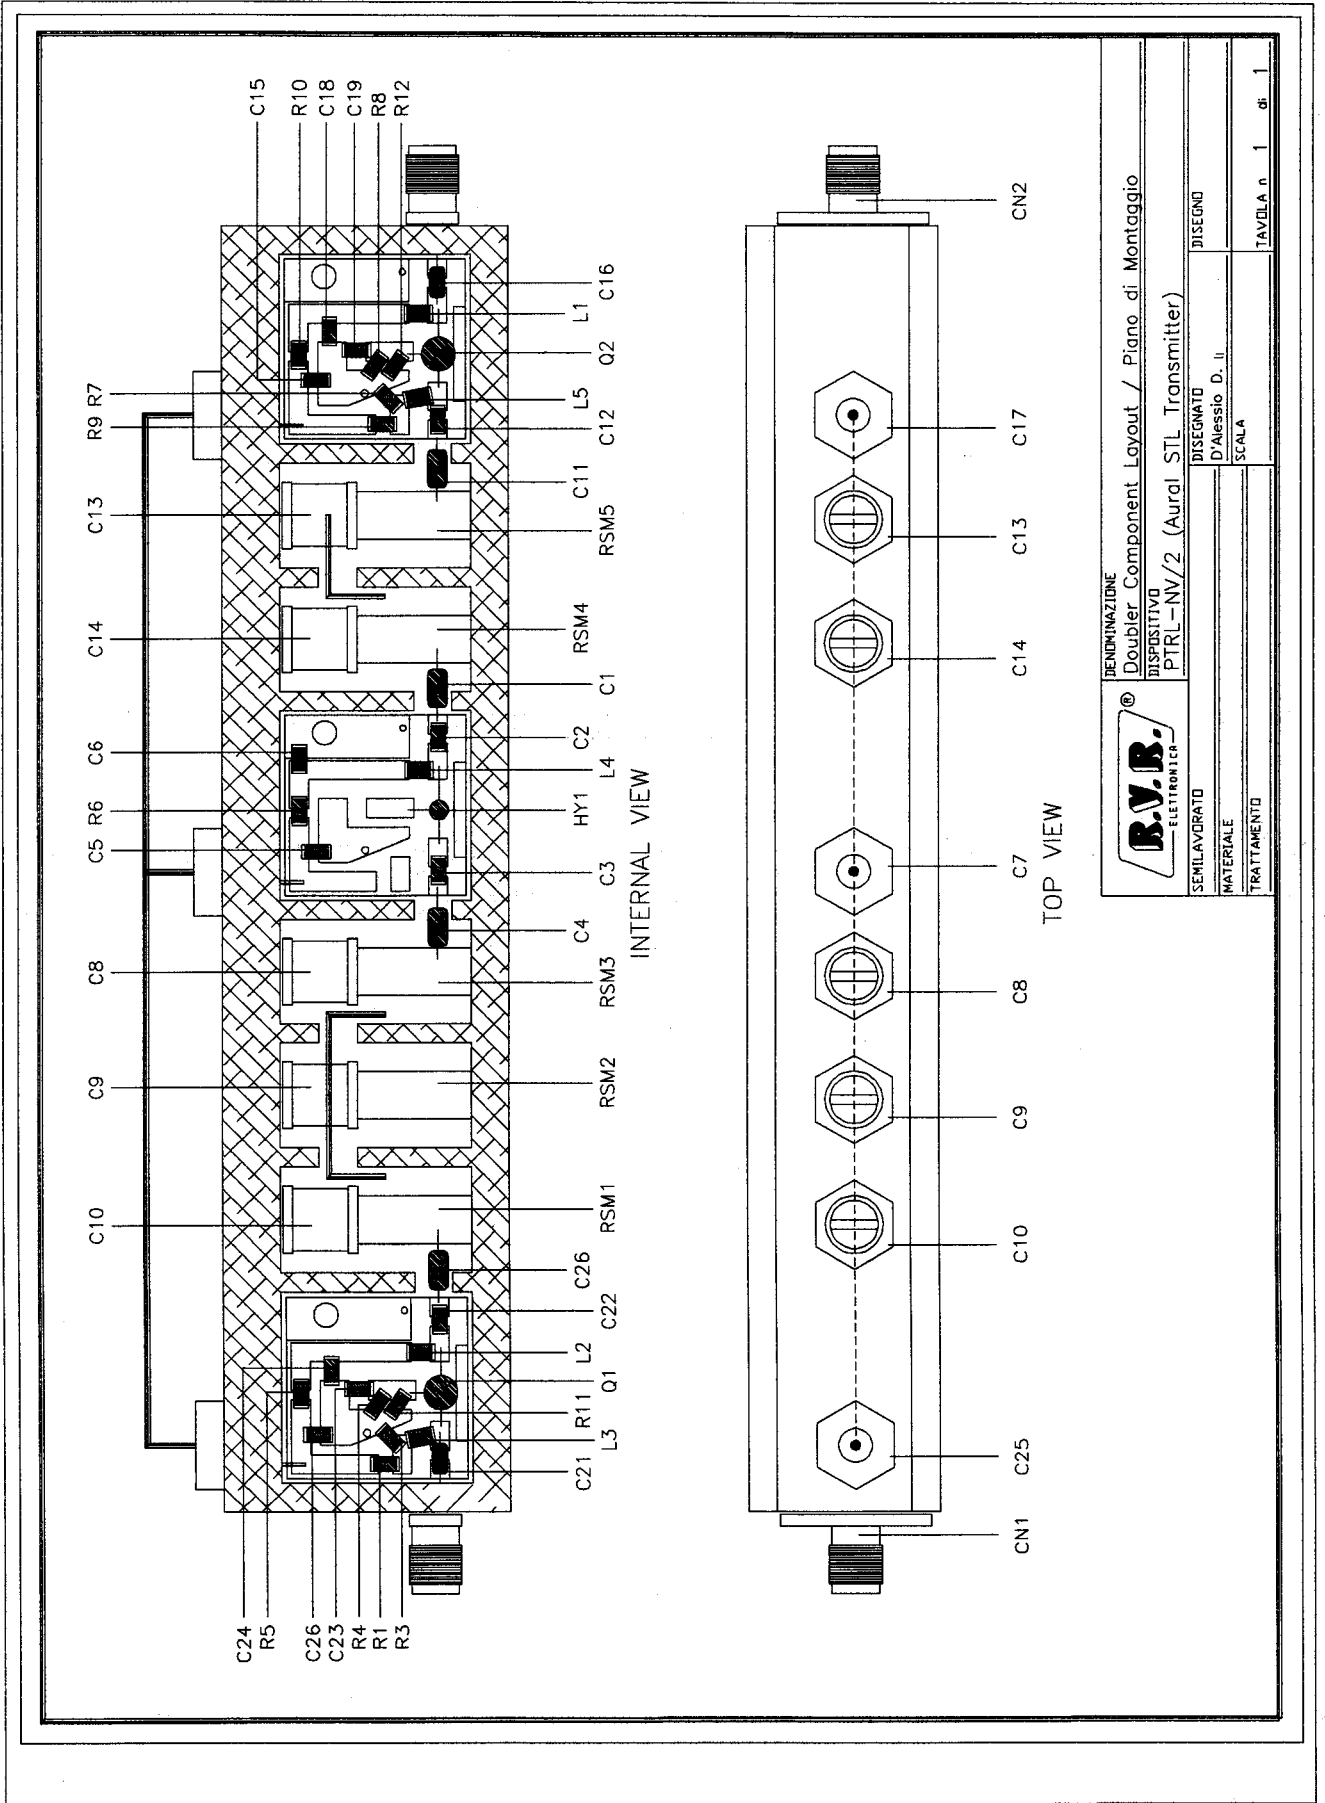 C24
R5
C26
C23
R4
R1
R3
C10
C9
C8
C5
R6
C6
C14
C13
R9 R7
C15
R10
C18
C19
R8
R12
C21
L3
R11
Q1
L2
C22
C26
RSM1
RSM2
RSM3
C4
C3
HY1
L4
C2
C1
RSM4
RSM5
C11
C12
L5
Q2
L1
C16
INTERNAL VIEW
CN1
C25
C10
C9
C8
C7
C14
C13
C17
CN2
TOP VIEW
R.V.R.®
ELETTRONICA
DENOMINAZIONE
Doubler Component Layout / Piano di Montaggio
DISPOSITIVO
PTRL-NV/2 (Aural STL Transmitter)
SEMILAVORATO
MATERIALE
TRATTAMENTO
DISEGNATO
D'Alessio D. li
SCALA
DISEGNO
TAVOLA n 1 di 1